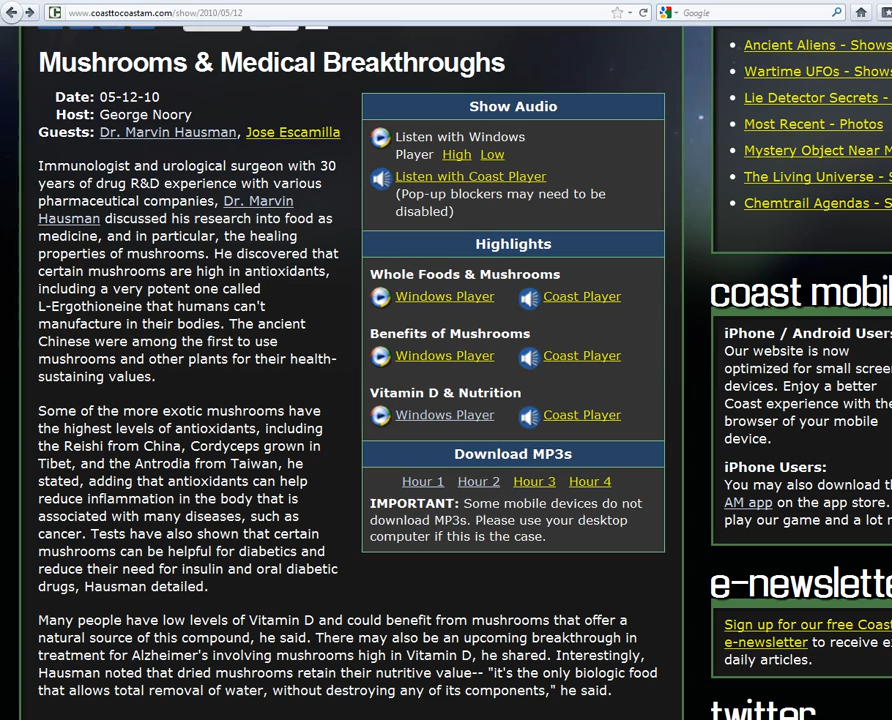 www.coasttocoastam.com/show/2010/05/12
Google
Mushrooms & Medical Breakthroughs
Date: 05-12-10
Host: George Noory
Guests: Dr. Marvin Hausman, Jose Escamilla
Immunologist and urological surgeon with 30
years of drug R&D experience with various
pharmaceutical companies, Dr. Marvin
Hausman discussed his research into food as
medicine, and in particular, the healing
properties of mushrooms. He discovered that
certain mushrooms are high in antioxidants,
including a very potent one called
L-Ergothioneine that humans can't
manufacture in their bodies. The ancient
Chinese were among the first to use
mushrooms and other plants for their health-
sustaining values.
Some of the more exotic mushrooms have
the highest levels of antioxidants, including
the Reishi from China, Cordyceps grown in
Tibet, and the Antrodia from Taiwan, he
stated, adding that antioxidants can help
reduce inflammation in the body that is
associated with many diseases, such as
cancer. Tests have also shown that certain
mushrooms can be helpful for diabetics and
reduce their need for insulin and oral diabetic
drugs, Hausman detailed.
Many people have low levels of Vitamin D and could benefit from mushrooms that offer a
natural source of this compound, he said. There may also be an upcoming breakthrough in
treatment for Alzheimer's involving mushrooms high in Vitamin D, he shared. Interestingly,
Hausman noted that dried mushrooms retain their nutritive value-- "it's the only biologic food
that allows total removal of water, without destroying any of its components," he said.
Show Audio
Listen with Windows
Player High Low
Listen with Coast Player
(Pop-up blockers may need to be
disabled)
Highlights
Whole Foods & Mushrooms
Windows Player Coast Player
Benefits of Mushrooms
Windows Player Coast Player
Vitamin D & Nutrition
Windows Player Coast Player
Download MP3s
Hour 1 Hour 2 Hour 3 Hour 4
IMPORTANT: Some mobile devices do not
download MP3s. Please use your desktop
computer if this is the case.
Ancient Aliens - Shows
Wartime UFOs - Shows
Lie Detector Secrets -
Most Recent - Photos
Mystery Object Near M
The Living Universe - S
Chemtrail Agendas - S
coast mobil
iPhone / Android Users
Our website is now
optimized for small screen
devices. Enjoy a better
Coast experience with the
browser of your mobile
device.
iPhone Users:
You may also download th
AM app on the app store.
play our game and a lot m
e-newslette
Sign up for our free Coast
e-newsletter to receive ex
daily articles.
twitter